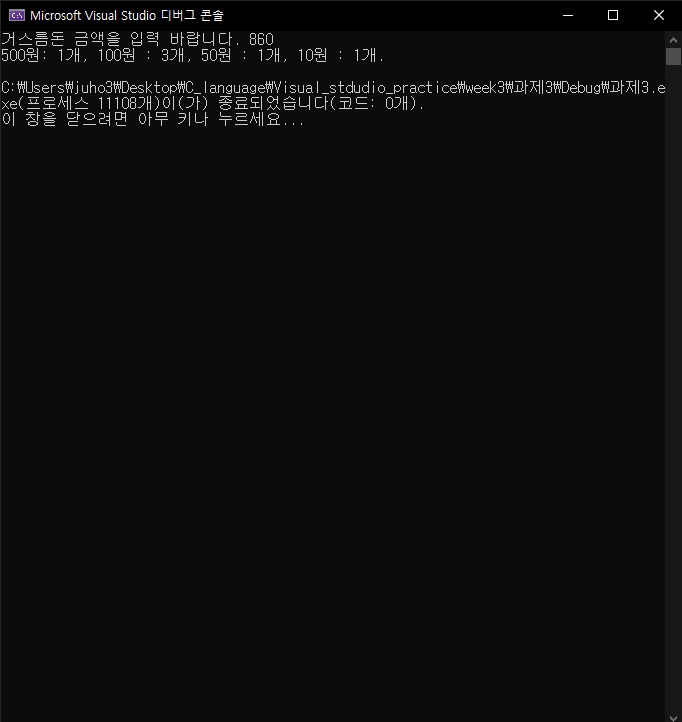 Microsoft Visual Studio 디버그 콘솔
거스름돈 금액을 입력 바랍니다. 860
500원: 1개, 100원 : 3개, 50원 : 1개, 10원 : 1개.
C:₩Users₩juho3₩Desktop₩C_language₩Visual_stdudio_practice₩week3₩과제3₩Debug₩과제3.e
xe(프로세스 11108개)이(가) 종료되었습니다(코드: 0개).
이 창을 닫으려면 아무 키나 누르세요...